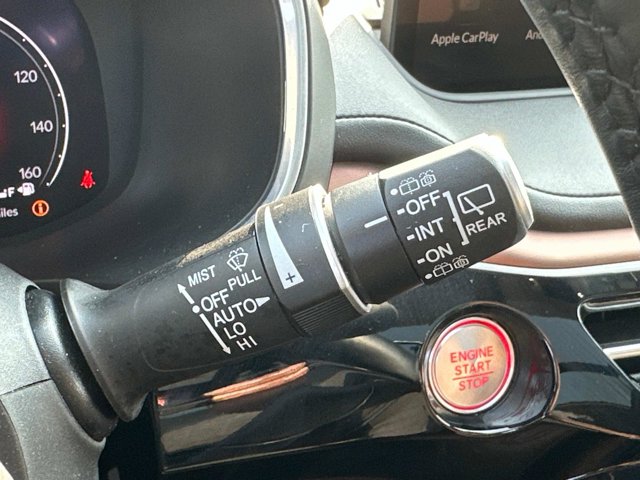 Apple CarPlay
120
140
160
F
OFF
INT
ON
REAR
MIST
PULL
OFF
AUTO
LO
HI
+
ENGINE
START
STOP